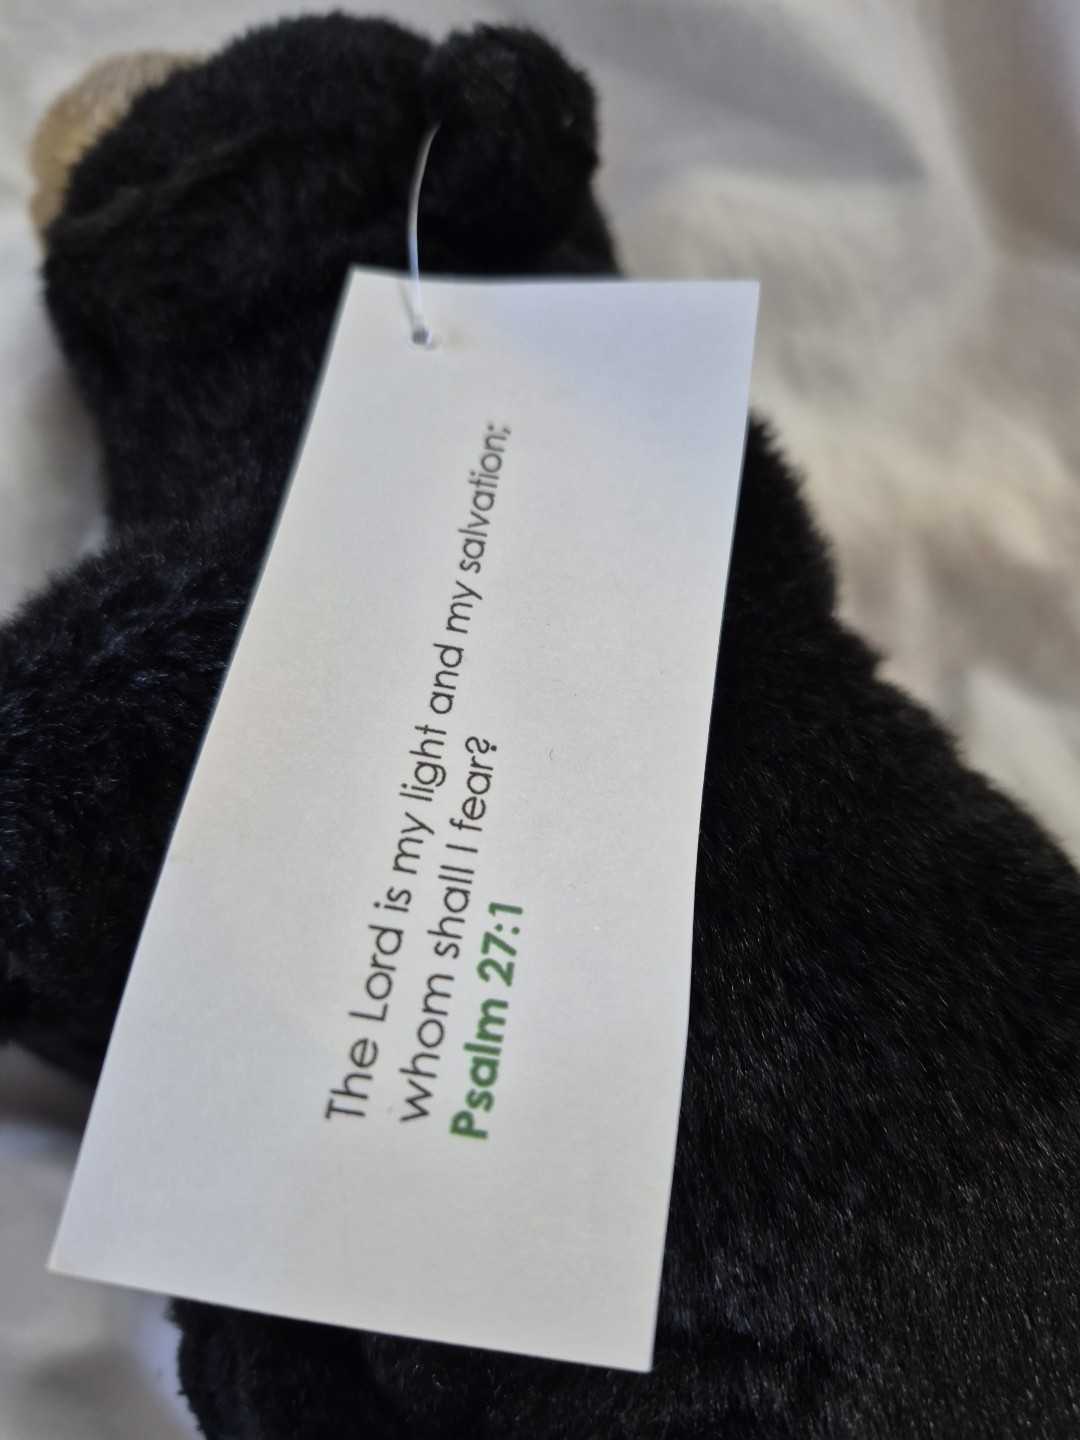 The Lord is my light and my salvation;
whom shall I fear?
Psalm 27:1